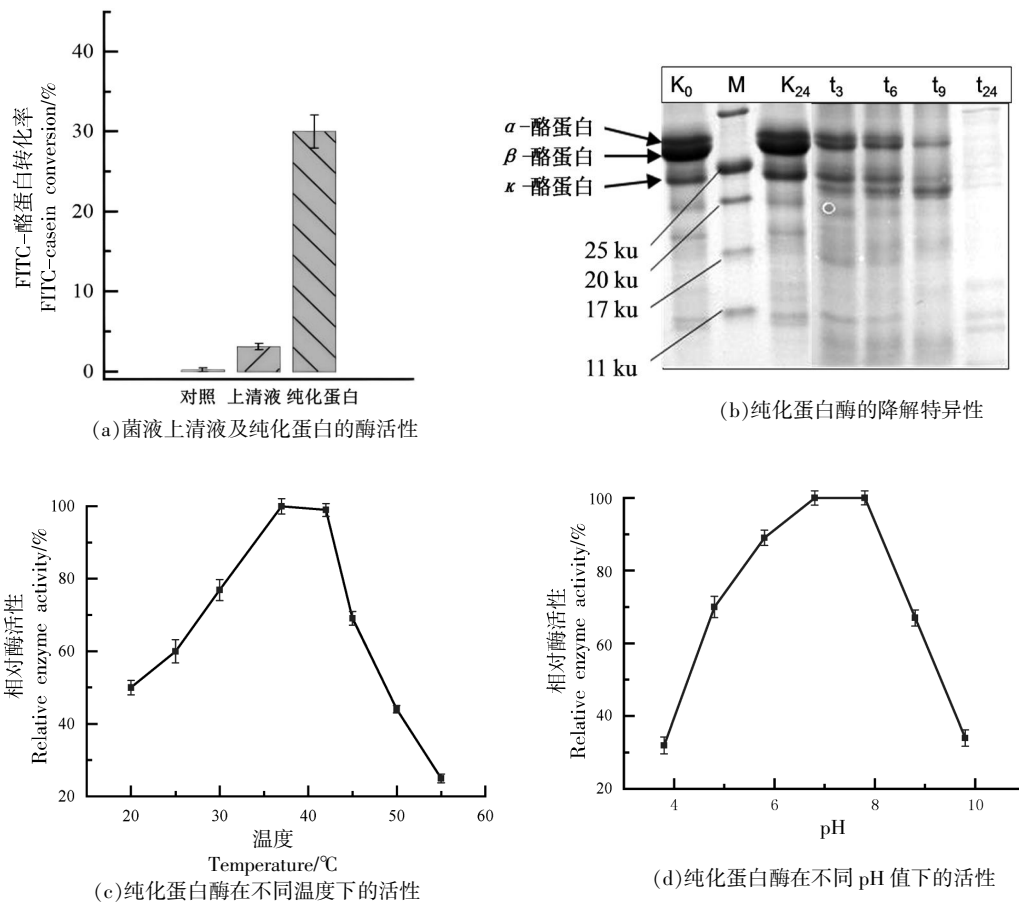 40
30
20
10
0
FITC-酪蛋白转化率
FITC-casein conversion/%
对照 上清液 纯化蛋白
(a)菌液上清液及纯化蛋白的酶活性
K0 M K24 t3 t6 t9 t24
α-酪蛋白
β-酪蛋白
κ-酪蛋白
25 ku
20 ku
17 ku
11 ku
(b)纯化蛋白酶的降解特异性
100
80
60
40
20
相对酶活性
Relative enzyme activity/%
20 30 40 50 60
温度
Temperature/℃
(c)纯化蛋白酶在不同温度下的活性
100
80
60
40
20
相对酶活性
Relative enzyme activity/%
4 6 8 10
pH
(d)纯化蛋白酶在不同pH值下的活性